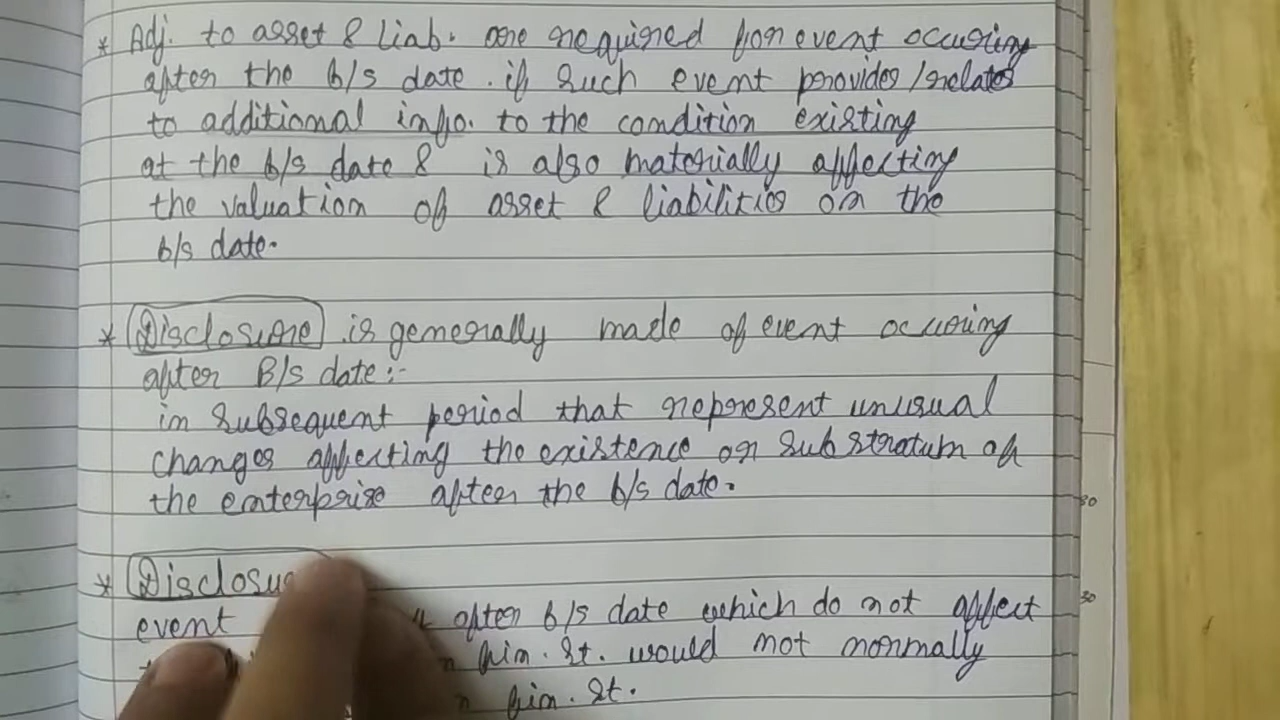 * Adj. to asset & liab. are required for event occuring
after the b/s date. if such event provides/relates
to additional info. to the condition existing
at the b/s date & is also materially affecting
the valuation of asset & liabilities on the
b/s date.
* Disclosure is generally made of event occuring
after B/s date:-
in subsequent period that represent unusual
changes affecting the existence or substratum of
the enterprise after the b/s date.
* Disclosu
event after b/s date which do not affect
fin. St. would not normally
fin. St.
30
30